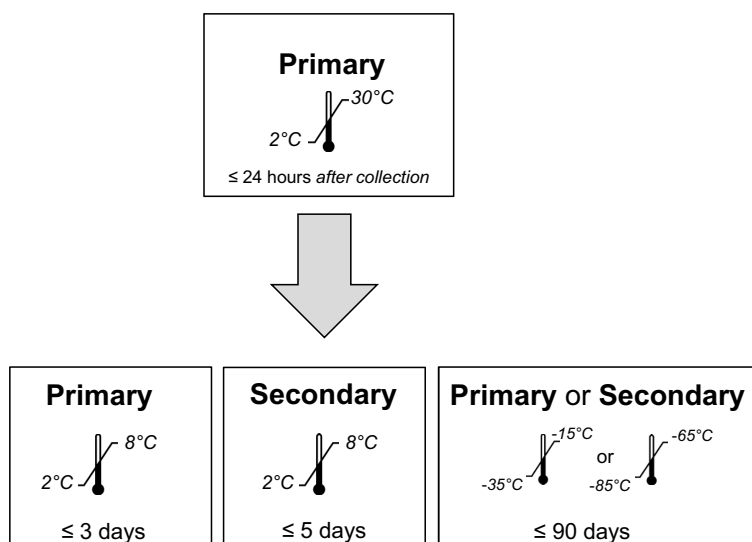 Primary
30°C
2°C
≤ 24 hours after collection
Primary
8°C
2°C
≤ 3 days
Secondary
8°C
2°C
≤ 5 days
Primary or Secondary
-15°C
-35°C
or
-65°C
-85°C
≤ 90 days